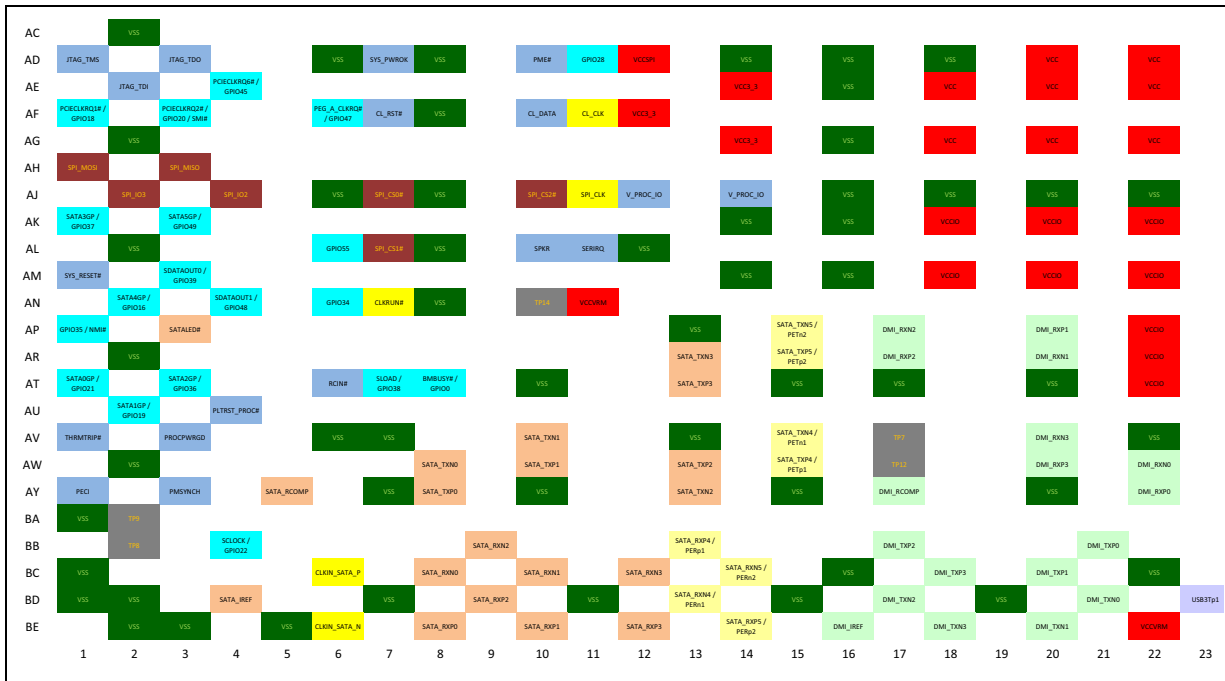 AC VSS
AD JTAG_TMS JTAG_TDO VSS SYS_PWROK VSS PME# GPIO28 VCCSPI VSS VSS VSS VCC VCC
AE JTAG_TDI PCIECLKRQ6# / GPIO45 VCC3_3 VSS VCC VCC VCC
AF PCIECLKRQ1# / GPIO18 PCIECLKRQ2# / GPIO20 / SMI# PEG_A_CLKRQ# / GPIO47 CL_RST# VSS CL_DATA CL_CLK VCC3_3
AG VSS VCC3_3 VSS VCC VCC VCC
AH SPI_MOSI SPI_MISO
AJ SPI_IO3 SPI_IO2 VSS SPI_CS0# VSS SPI_CS2# SPI_CLK V_PROC_IO V_PROC_IO VSS VSS VSS VSS
AK SATA3GP / GPIO37 SATA5GP / GPIO49 VSS VSS VCCIO VCCIO VCCIO
AL VSS GPIO55 SPI_CS1# VSS SPKR SERIRQ VSS
AM SYS_RESET# SDATAOUT0 / GPIO39 VSS VSS VCCIO VCCIO VCCIO
AN SATA4GP / GPIO16 SDATAOUT1 / GPIO48 GPIO34 CLKRUN# VSS TP14 VCCVRM
AP GPIO35 / NMI# SATALED# VSS SATA_TXN5 / PETn2 DMI_RXN2 DMI_RXP1 VCCIO
AR VSS SATA_TXN3 SATA_TXP5 / PETp2 DMI_RXP2 DMI_RXN1 VCCIO
AT SATA0GP / GPIO21 SATA2GP / GPIO36 RCIN# SLOAD / GPIO38 BMBUSY# / GPIO0 VSS SATA_TXP3 VSS VSS VSS VCCIO
AU SATA1GP / GPIO19 PLTRST_PROC#
AV THRMTRIP# PROCPWRGD VSS VSS SATA_TXN1 VSS SATA_TXN4 / PETn1 TP7 DMI_RXN3 VSS
AW VSS SATA_TXN0 SATA_TXP1 SATA_TXP2 SATA_TXP4 / PETp1 TP12 DMI_RXP3 DMI_RXN0
AY PECI PMSYNCH SATA_RCOMP VSS SATA_TXP0 VSS SATA_TXN2 VSS DMI_RCOMP VSS DMI_RXP0
BA VSS TP9
BB TP8 SCLOCK / GPIO22 SATA_RXN2 SATA_RXP4 / PERp1 DMI_TXP2 DMI_TXP0
BC VSS CLKIN_SATA_P SATA_RXN0 SATA_RXN1 SATA_RXN3 SATA_RXN5 / PERn2 VSS DMI_TXP3 DMI_TXP1 VSS
BD VSS VSS SATA_IREF VSS SATA_RXP2 VSS SATA_RXN4 / PERn1 VSS DMI_TXN2 VSS DMI_TXN0 USB3Tp1
BE VSS VSS VSS CLKIN_SATA_N SATA_RXP0 SATA_RXP1 SATA_RXP3 SATA_RXP5 / PERp2 DMI_IREF DMI_TXN3 DMI_TXN1 VCCVRM
1 2 3 4 5 6 7 8 9 10 11 12 13 14 15 16 17 18 19 20 21 22 23